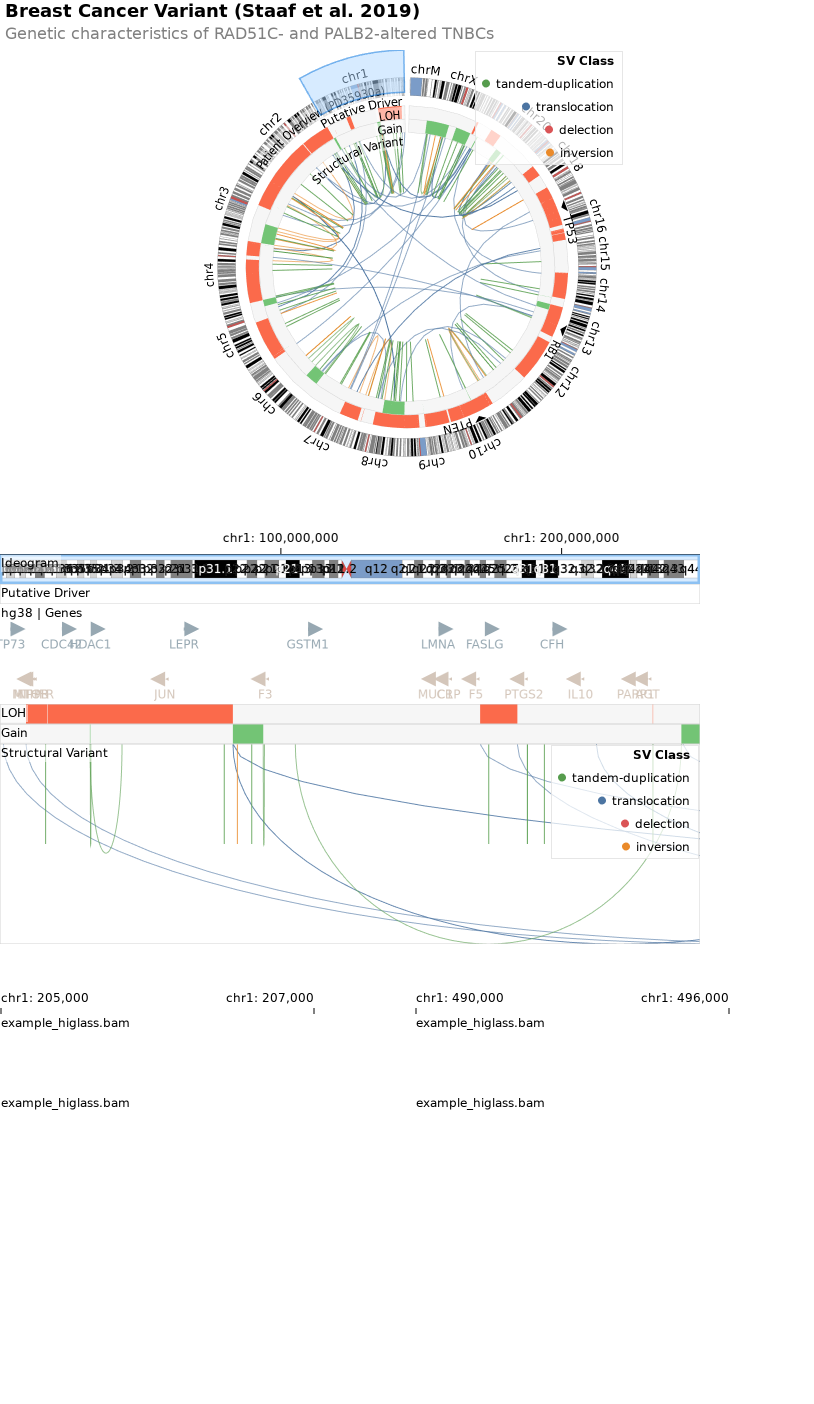 Breast Cancer Variant (Staaf et al. 2019)
Genetic characteristics of RAD51C- and PALB2-altered TNBCs
SV Class
tandem-duplication
translocation
delection
inversion
chr1
chrM
chrX
chr2
Patient Overview (PD35930a)
Putative Driver
LOH
Gain
Structural Variant
chr20
chr18
chr3
chr16
TP53
chr15
chr4
chr14
chr5
chr13
RB1
chr6
chr12
chr7
PTEN
chr10
chr8
chr9
chr1: 100,000,000
chr1: 200,000,000
Ideogram
p31.1
q12
Putative Driver
hg38 | Genes
TP73
CDC42
HDAC1
LEPR
GSTM1
LMNA
FASLG
CFH
JUN
F3
MUC1
CRP
F5
PTGS2
IL10
PARP1
AGT
LOH
Gain
Structural Variant
SV Class
tandem-duplication
translocation
delection
inversion
chr1: 205,000
chr1: 207,000
chr1: 490,000
chr1: 496,000
example_higlass.bam
example_higlass.bam
example_higlass.bam
example_higlass.bam